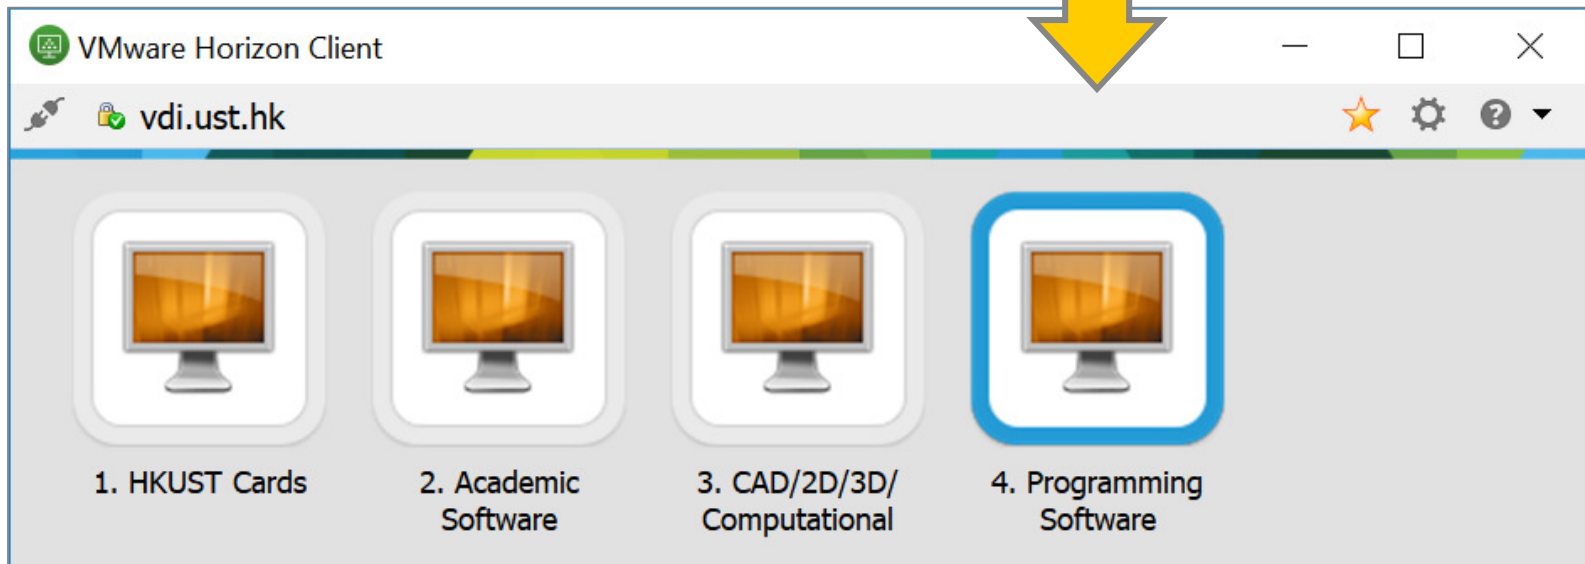 VMware Horizon Client
vdi.ust.hk
1. HKUST Cards
2. Academic
Software
3. CAD/2D/3D/
Computational
4. Programming
Software